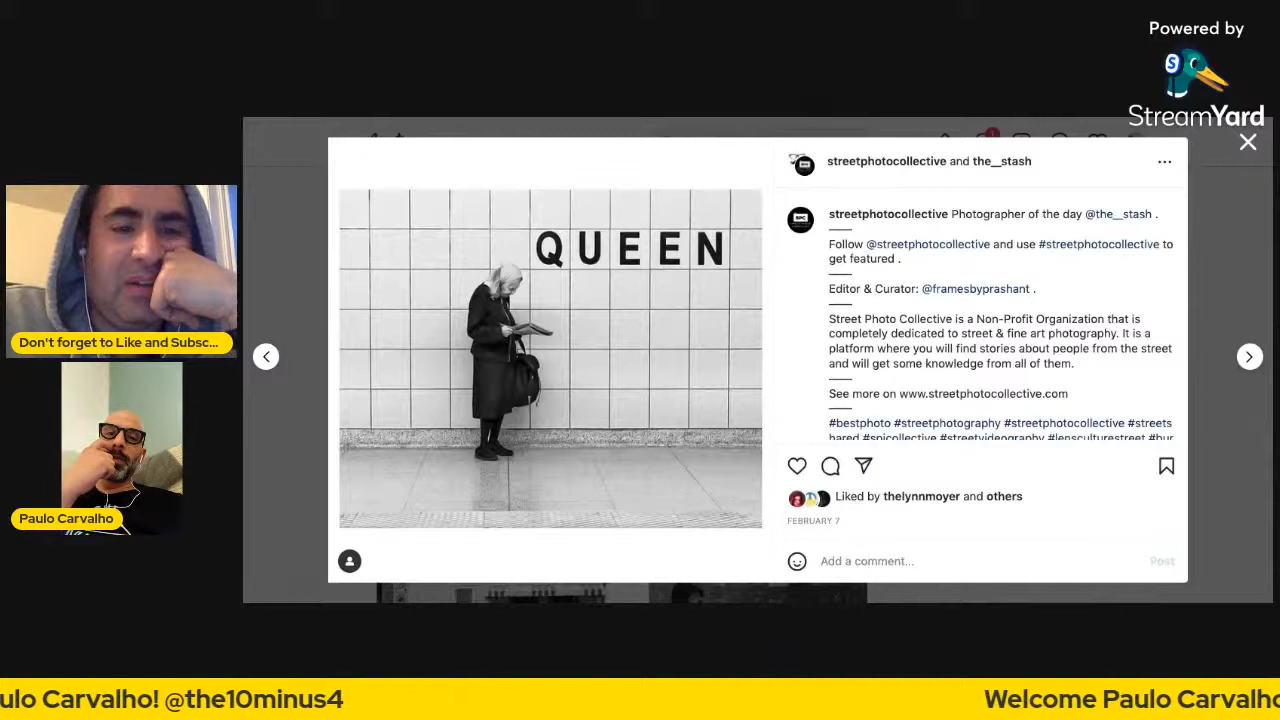 Powered by
StreamYard
streetphotocollective and the__stash
streetphotocollective Photographer of the day @the__stash .
Follow @streetphotocollective and use #streetphotocollective to
get featured .
Editor & Curator: @framesbyprashant .
Street Photo Collective is a Non-Profit Organization that is
completely dedicated to street & fine art photography. It is a
platform where you will find stories about people from the street
and will get some knowledge from all of them.
See more on www.streetphotocollective.com
#bestphoto #streetphotography #streetphotocollective #streets
hared #spicollective #streetvideography #lensculturestreet #bur
Liked by thelynnmoyer and others
FEBRUARY 7
Add a comment...
Post
QUEEN
Don't forget to Like and Subsc...
Paulo Carvalho
ulo Carvalho! @the10minus4
Welcome Paulo Carvalho